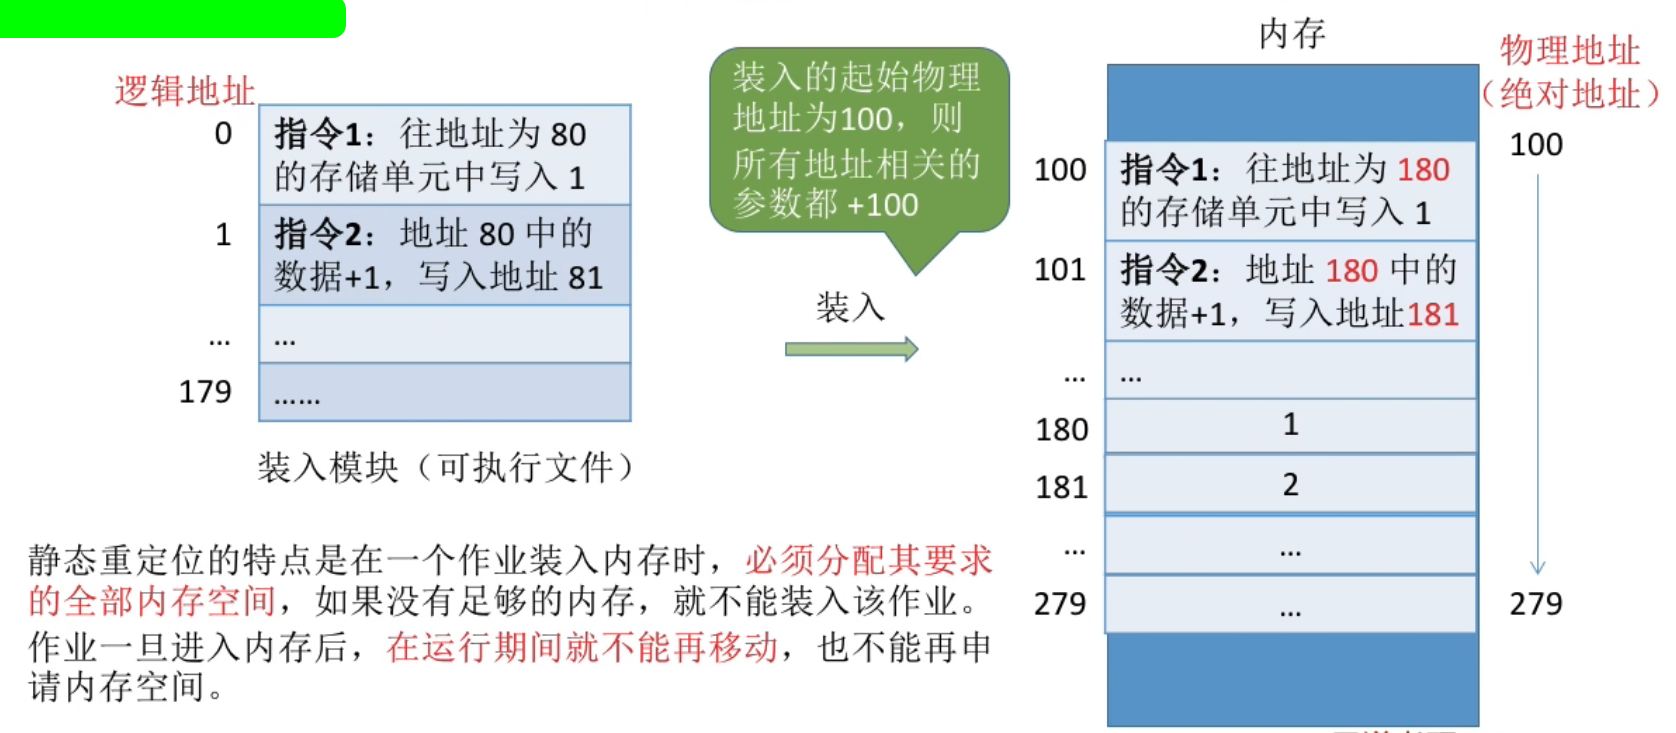 逻辑地址
0
指令1：往地址为 80
的存储单元中写入 1
1
指令2：地址 80 中的
数据+1，写入地址 81
...
...
179
......
装入模块（可执行文件）
装入的起始物理
地址为100，则
所有地址相关的
参数都 +100
装入
内存
物理地址
（绝对地址）
100
100
指令1：往地址为 180
的存储单元中写入 1
101
指令2：地址 180 中的
数据+1，写入地址181
...
...
180
1
181
2
...
...
279
...
279
静态重定位的特点是在一个作业装入内存时，必须分配其要求
的全部内存空间，如果没有足够的内存，就不能装入该作业。
作业一旦进入内存后，在运行期间就不能再移动，也不能再申
请内存空间。